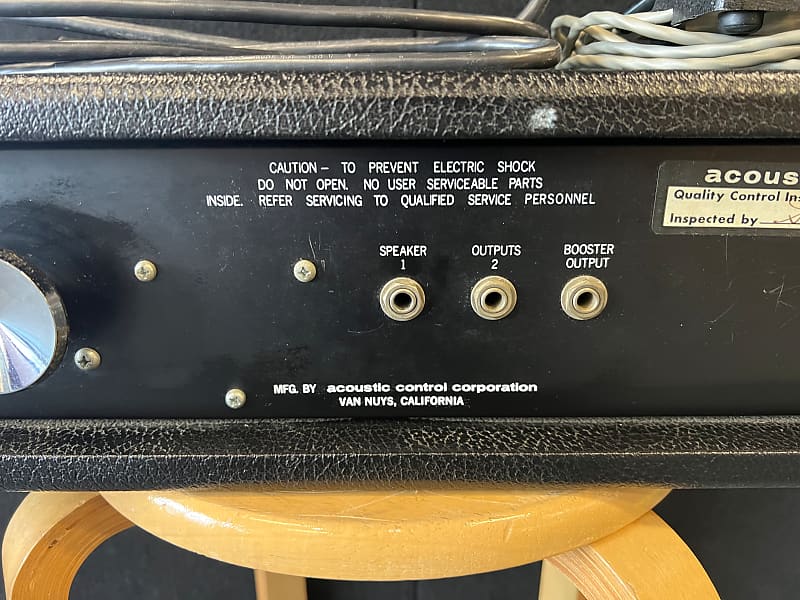 CAUTION – TO PREVENT ELECTRIC SHOCK
DO NOT OPEN. NO USER SERVICEABLE PARTS
INSIDE. REFER SERVICING TO QUALIFIED SERVICE PERSONNEL
acous
Quality Control Ins
Inspected by
SPEAKER OUTPUTS BOOSTER
1 2 OUTPUT
MFG. BY acoustic control corporation
VAN NUYS, CALIFORNIA